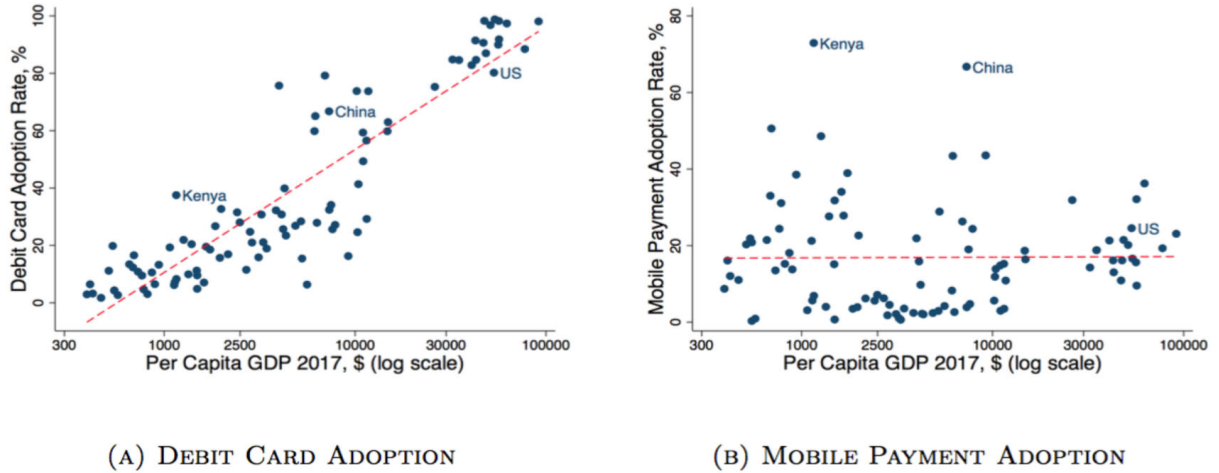 Debit Card Adoption Rate, %
100
80
60
40
20
0
Kenya
China
US
300
1000
2500
10000
30000
100000
Per Capita GDP 2017, $ (log scale)
(A) DEBIT CARD ADOPTION
Mobile Payment Adoption Rate, %
80
60
40
20
0
Kenya
China
US
300
1000
2500
10000
30000
100000
Per Capita GDP 2017, $ (log scale)
(B) MOBILE PAYMENT ADOPTION